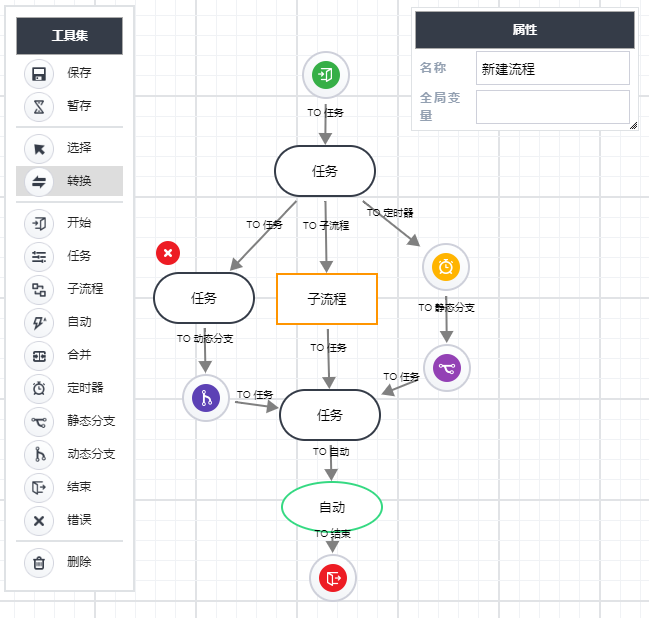 工具集
保存
暂存
选择
转换
开始
任务
子流程
自动
合并
定时器
静态分支
动态分支
结束
错误
删除
属性
名称
新建流程
全局变
量
TO 任务
任务
TO 任务
TO 子流程
TO 定时器
任务
子流程
TO 静态分支
TO 动态分支
TO 任务
TO 任务
TO 任务
任务
TO 自动
自动
TO 结束